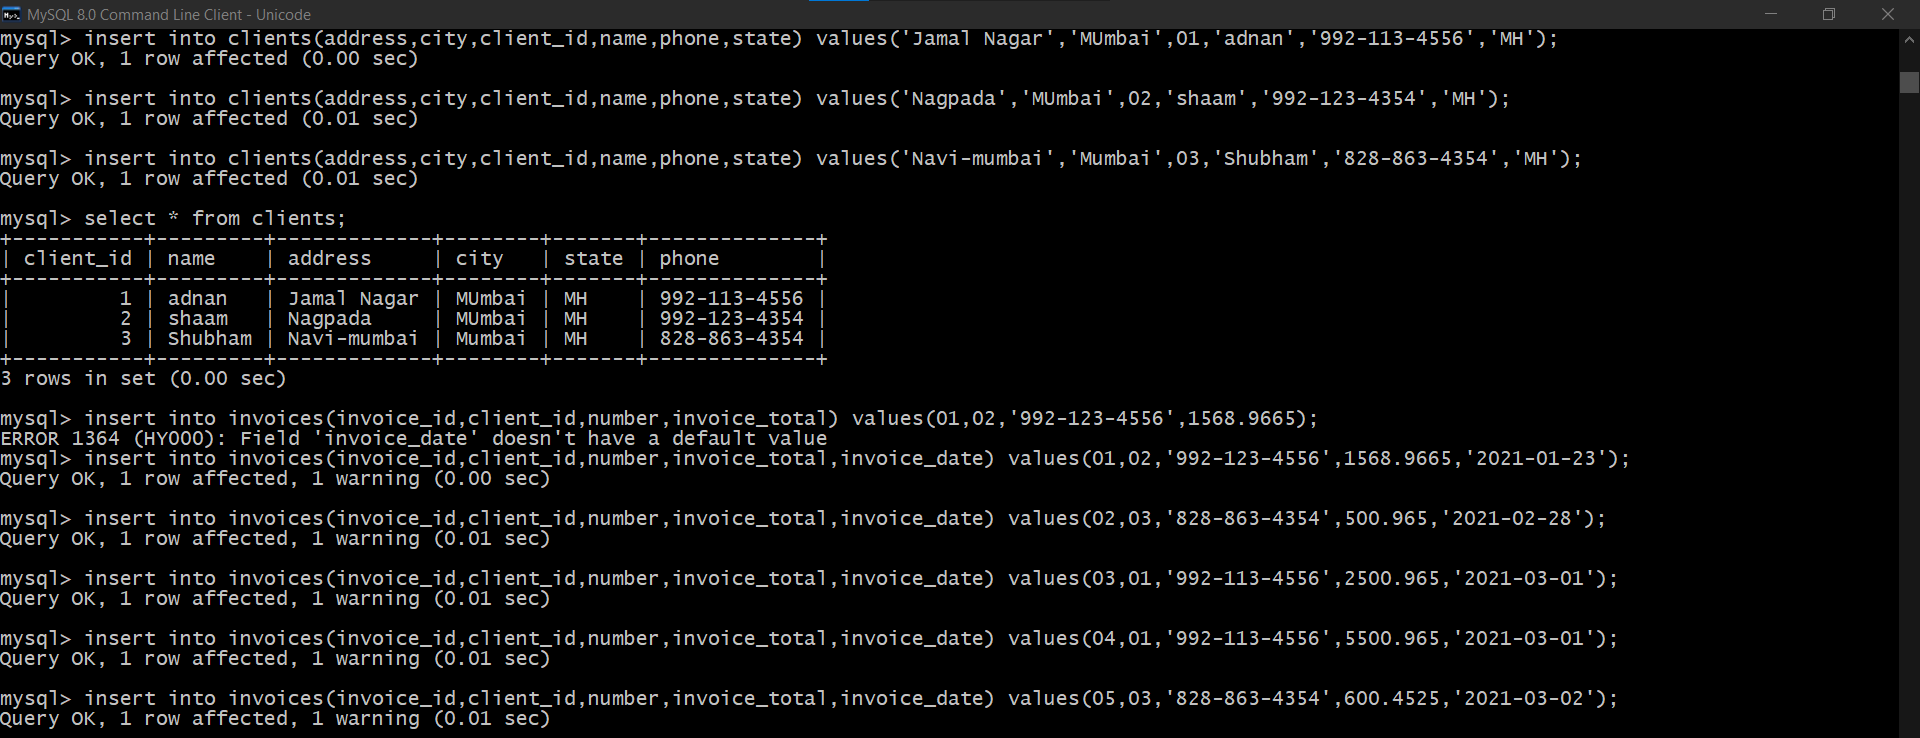 MySQL 8.0 Command Line Client - Unicode
mysql> insert into clients(address,city,client_id,name,phone,state) values('Jamal Nagar','MUmbai',01,'adnan','992-113-4556','MH');
Query OK, 1 row affected (0.00 sec)
mysql> insert into clients(address,city,client_id,name,phone,state) values('Nagpada','MUmbai',02,'shaam','992-123-4354','MH');
Query OK, 1 row affected (0.01 sec)
mysql> insert into clients(address,city,client_id,name,phone,state) values('Navi-mumbai','Mumbai',03,'Shubham','828-863-4354','MH');
Query OK, 1 row affected (0.01 sec)
mysql> select * from clients;
+-----------+---------+-------------+--------+-------+--------------+
| client_id | name    | address     | city   | state | phone        |
+-----------+---------+-------------+--------+-------+--------------+
|         1 | adnan   | Jamal Nagar | MUmbai | MH    | 992-113-4556 |
|         2 | shaam   | Nagpada     | MUmbai | MH    | 992-123-4354 |
|         3 | Shubham | Navi-mumbai | Mumbai | MH    | 828-863-4354 |
+-----------+---------+-------------+--------+-------+--------------+
3 rows in set (0.00 sec)
mysql> insert into invoices(invoice_id,client_id,number,invoice_total) values(01,02,'992-123-4556',1568.9665);
ERROR 1364 (HY000): Field 'invoice_date' doesn't have a default value
mysql> insert into invoices(invoice_id,client_id,number,invoice_total,invoice_date) values(01,02,'992-123-4556',1568.9665,'2021-01-23');
Query OK, 1 row affected, 1 warning (0.00 sec)
mysql> insert into invoices(invoice_id,client_id,number,invoice_total,invoice_date) values(02,03,'828-863-4354',500.965,'2021-02-28');
Query OK, 1 row affected, 1 warning (0.01 sec)
mysql> insert into invoices(invoice_id,client_id,number,invoice_total,invoice_date) values(03,01,'992-113-4556',2500.965,'2021-03-01');
Query OK, 1 row affected, 1 warning (0.01 sec)
mysql> insert into invoices(invoice_id,client_id,number,invoice_total,invoice_date) values(04,01,'992-113-4556',5500.965,'2021-03-01');
Query OK, 1 row affected, 1 warning (0.01 sec)
mysql> insert into invoices(invoice_id,client_id,number,invoice_total,invoice_date) values(05,03,'828-863-4354',600.4525,'2021-03-02');
Query OK, 1 row affected, 1 warning (0.01 sec)